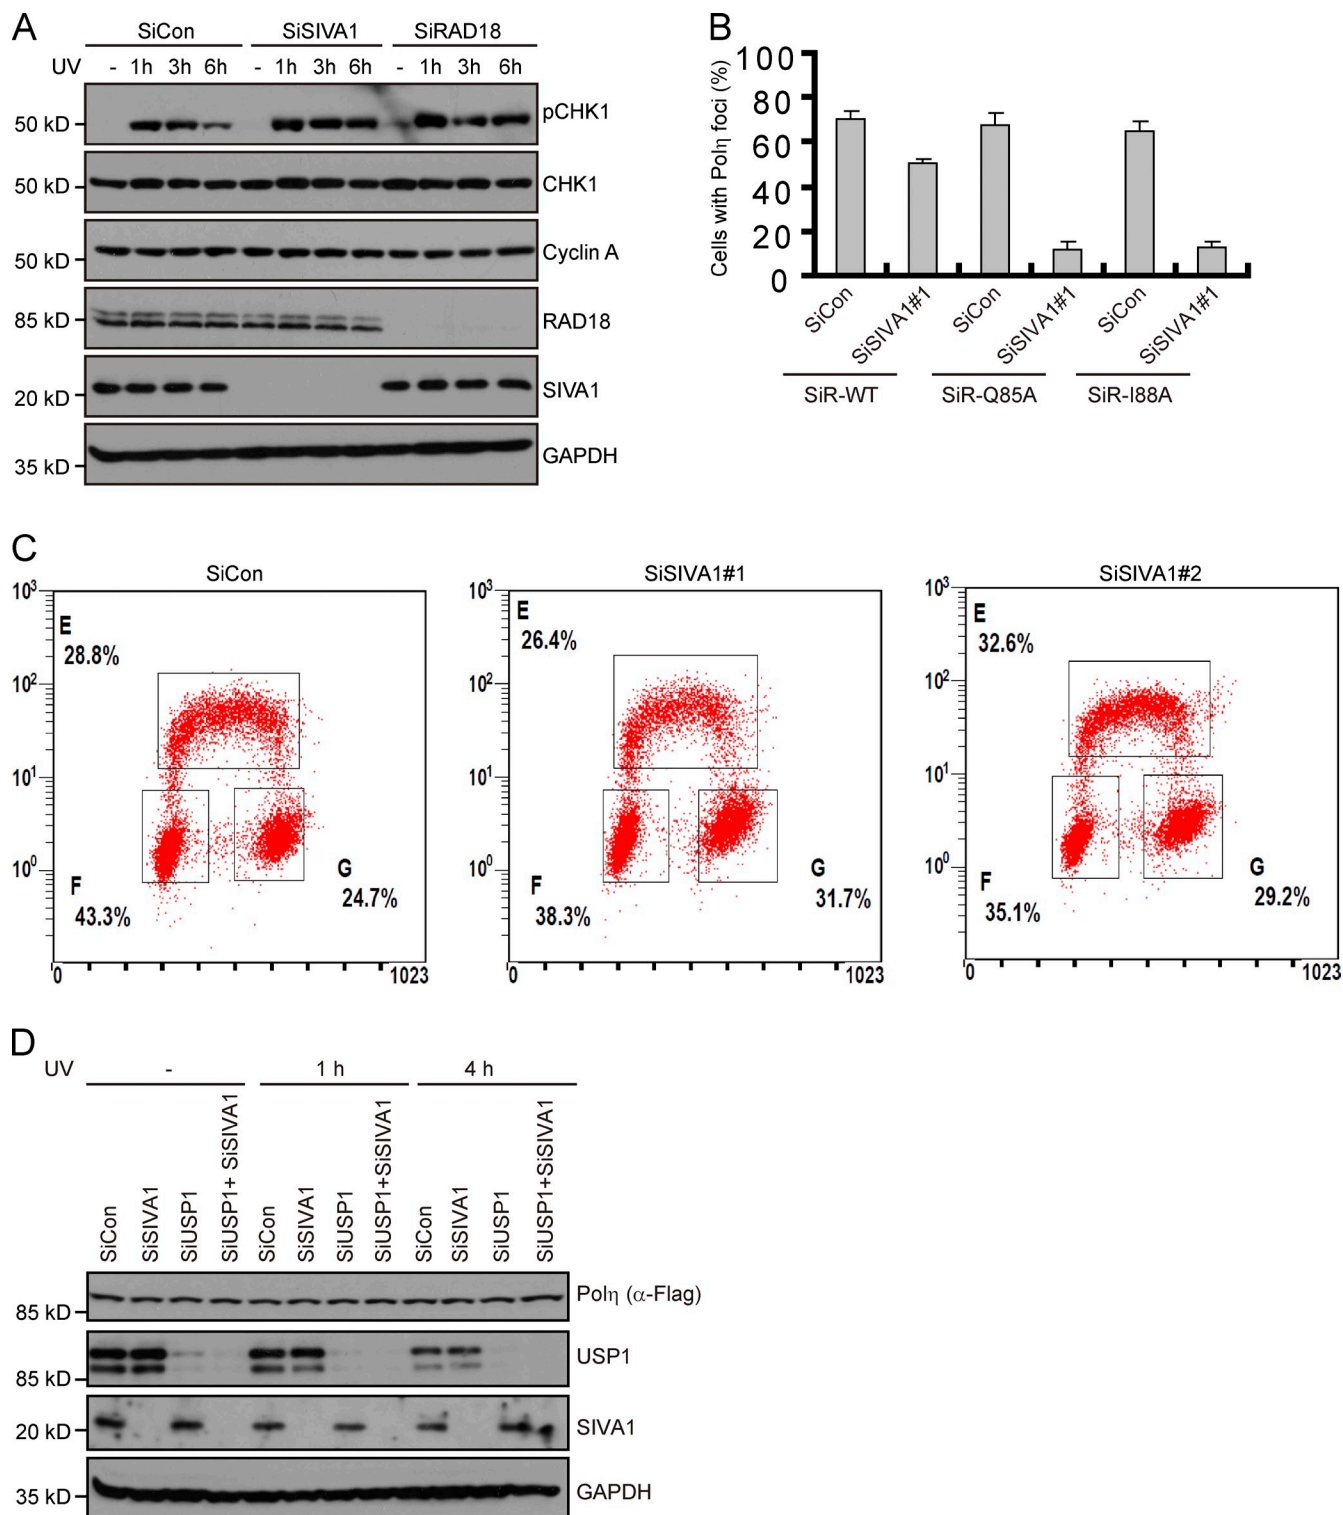 A
SiCon SiSIVA1 SiRAD18
UV - 1h 3h 6h - 1h 3h 6h - 1h 3h 6h
50 kD pCHK1
50 kD CHK1
50 kD Cyclin A
85 kD RAD18
20 kD SIVA1
35 kD GAPDH
B
Cells with Polη foci (%)
100
80
60
40
20
0
SiCon SiSIVA1#1 SiCon SiSIVA1#1 SiCon SiSIVA1#1
SiR-WT SiR-Q85A SiR-I88A
C
SiCon
10³
10²
10¹
10⁰
E
28.8%
F
43.3%
G
24.7%
0 1023
SiSIVA1#1
10³
10²
10¹
10⁰
E
26.4%
F
38.3%
G
31.7%
0 1023
SiSIVA1#2
10³
10²
10¹
10⁰
E
32.6%
F
35.1%
G
29.2%
0 1023
D
UV - 1 h 4 h
SiCon SiSIVA1 SiUSP1 SiUSP1+ SiSIVA1 SiCon SiSIVA1 SiUSP1 SiUSP1+SiSIVA1 SiCon SiSIVA1 SiUSP1 SiUSP1+SiSIVA1
85 kD Polη (α-Flag)
85 kD USP1
20 kD SIVA1
35 kD GAPDH